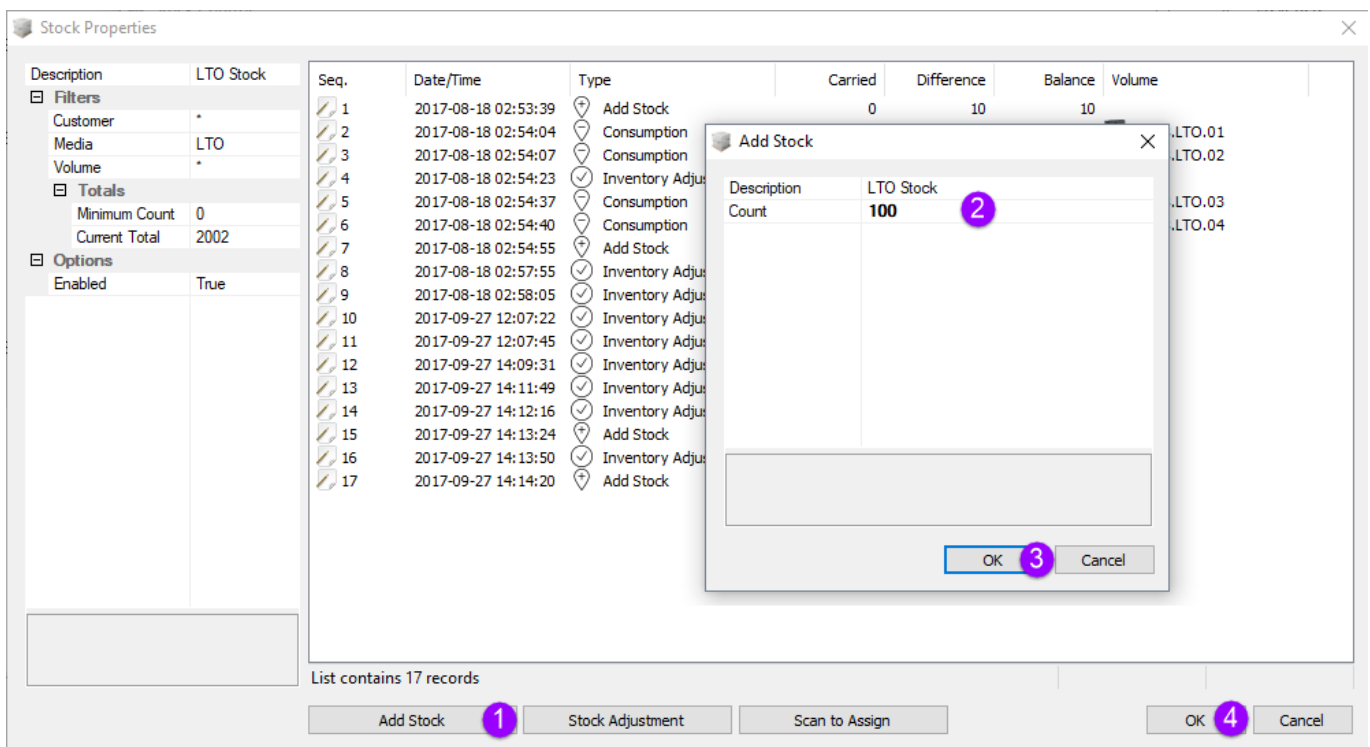 Stock Properties
Description LTO Stock
Filters
Customer *
Media LTO
Volume *
Totals
Minimum Count 0
Current Total 2002
Options
Enabled True
Seq. Date/Time Type Carried Difference Balance Volume
1 2017-08-18 02:53:39 Add Stock 0 10 10
2 2017-08-18 02:54:04 Consumption .LTO.01
3 2017-08-18 02:54:07 Consumption .LTO.02
4 2017-08-18 02:54:23 Inventory Adju
5 2017-08-18 02:54:37 Consumption .LTO.03
6 2017-08-18 02:54:40 Consumption .LTO.04
7 2017-08-18 02:54:55 Add Stock
8 2017-08-18 02:57:55 Inventory Adju
9 2017-08-18 02:58:05 Inventory Adju
10 2017-09-27 12:07:22 Inventory Adju
11 2017-09-27 12:07:45 Inventory Adju
12 2017-09-27 14:09:31 Inventory Adju
13 2017-09-27 14:11:49 Inventory Adju
14 2017-09-27 14:12:16 Inventory Adju
15 2017-09-27 14:13:24 Add Stock
16 2017-09-27 14:13:50 Inventory Adju
17 2017-09-27 14:14:20 Add Stock
Add Stock
Description LTO Stock
Count 100 2
OK 3 Cancel
List contains 17 records
Add Stock 1 Stock Adjustment Scan to Assign OK 4 Cancel